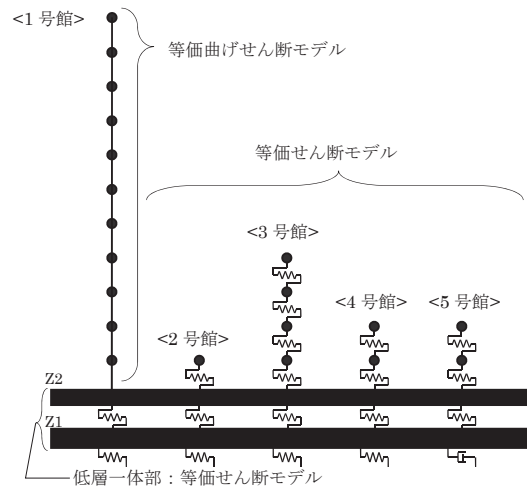 <1 号館>
等価曲げせん断モデル
等価せん断モデル
<3 号館>
<2 号館>
<4 号館>
<5 号館>
Z2
Z1
低層一体部：等価せん断モデル